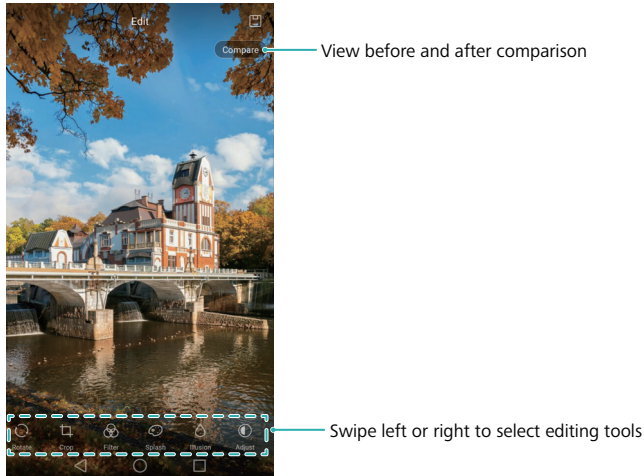 Edit
Compare
View before and after comparison
Rotate
Crop
Filter
Splash
Illusion
Adjust
Swipe left or right to select editing tools